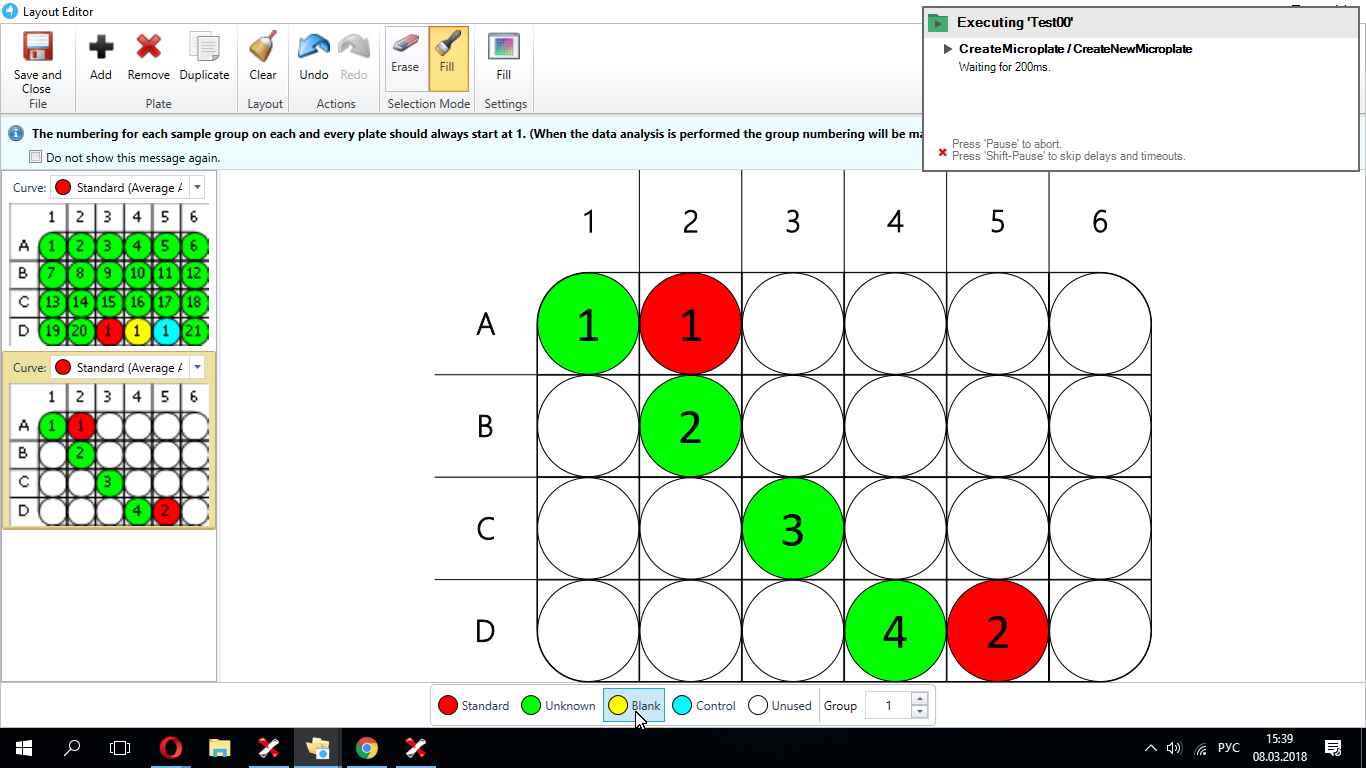 Layout Editor
Executing 'Test00'
CreateMicroplate / CreateNewMicroplate
Waiting for 200ms.
Press 'Pause' to abort.
Press 'Shift-Pause' to skip delays and timeouts.
Save and Close
Add
Remove
Duplicate
Clear
Undo
Redo
Erase
Fill
Fill
File
Plate
Layout
Actions
Selection Mode
Settings
The numbering for each sample group on each and every plate should always start at 1. (When the data analysis is performed the group numbering will be
Do not show this message again.
Curve: Standard (Average
1 2 3 4 5 6
A 1 2 3 4 5 6
B 7 8 9 10 11 12
C 13 14 15 16 17 18
D 19 20 1 1 1 21
Curve: Standard (Average
1 2 3 4 5 6
A 1 1
B 2
C 3
D 4 2
1 2 3 4 5 6
A 1 1
B 2
C 3
D 4 2
Standard Unknown Blank Control Unused Group 1
РУС
15:39
08.03.2018